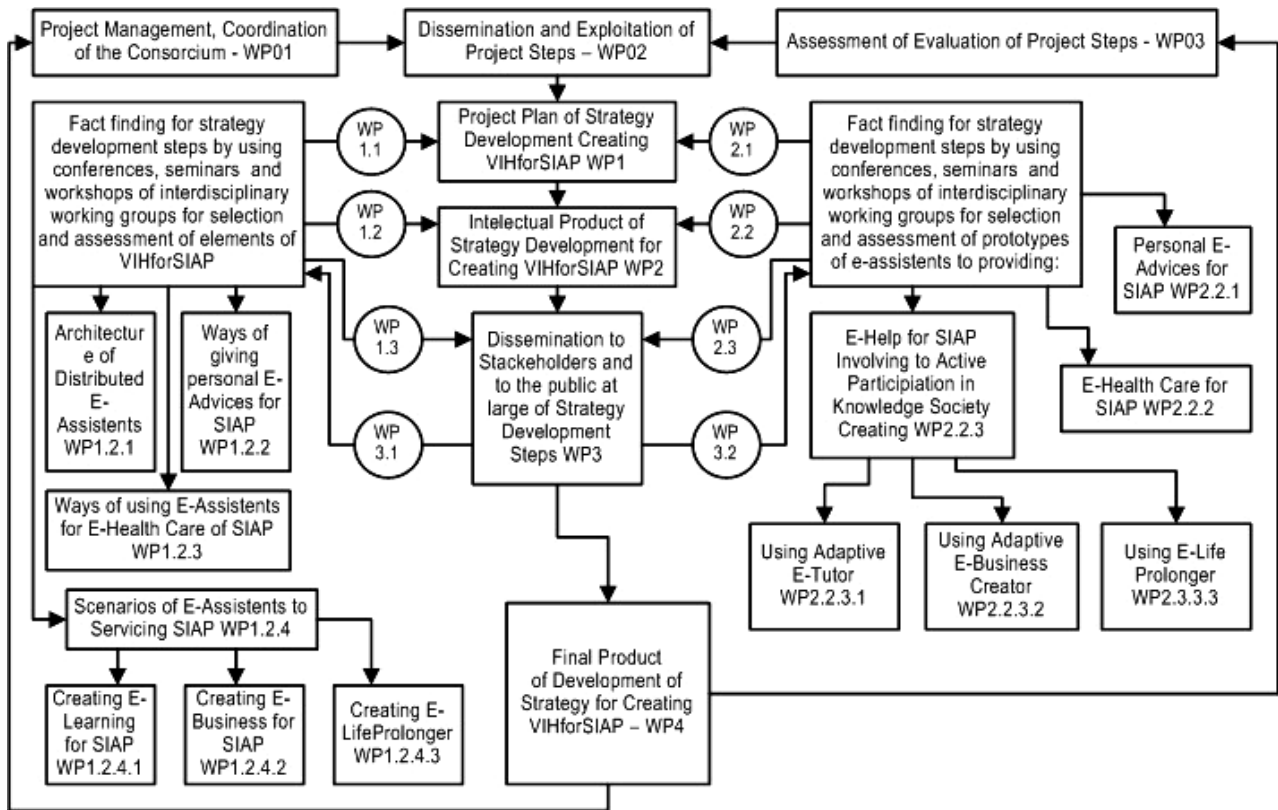 Project Management, Coordination
of the Consorcium - WP01
Dissemination and Exploitation of
Project Steps – WP02
Assessment of Evaluation of Project Steps - WP03
Fact finding for strategy
development steps by using
conferences, seminars and
workshops of interdisciplinary
working groups for selection
and assessment of elements of
VIHforSIAP
WP
1.1
Project Plan of Strategy
Development Creating
VIHforSIAP WP1
WP
2.1
Fact finding for strategy
development steps by using
conferences, seminars and
workshops of interdisciplinary
working groups for selection
and assessment of prototypes
of e-assistents to providing:
WP
1.2
Intelectual Product of
Strategy Development for
Creating VIHforSIAP WP2
WP
2.2
Personal E-
Advices for
SIAP WP2.2.1
Architectur
e of
Distributed
E-
Assistents
WP1.2.1
Ways of
giving
personal E-
Advices for
SIAP
WP1.2.2
WP
1.3
Dissemination to
Stackeholders and
to the public at
large of Strategy
Development
Steps WP3
WP
2.3
E-Help for SIAP
Involving to Active
Participiation in
Knowledge Society
Creating WP2.2.3
E-Health Care for
SIAP WP2.2.2
WP
3.1
WP
3.2
Ways of using E-Assistents
for E-Health Care of SIAP
WP1.2.3
Using Adaptive
E-Tutor
WP2.2.3.1
Using Adaptive
E-Business
Creator
WP2.2.3.2
Using E-Life
Prolonger
WP2.3.3.3
Scenarios of E-Assistents to
Servicing SIAP WP1.2.4
Final Product
of Development of
Strategy for Creating
VIHforSIAP – WP4
Creating E-
Learning
for SIAP
WP1.2.4.1
Creating E-
Business for
SIAP
WP1.2.4.2
Creating E-
LifeProlonger
WP1.2.4.3